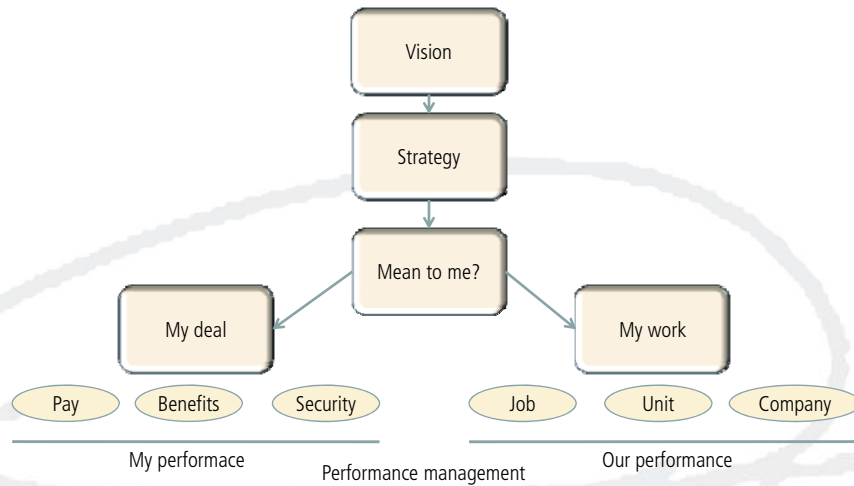 Vision
Strategy
Mean to me?
My deal
My work
Pay
Benefits
Security
Job
Unit
Company
My performace
Our performance
Performance management